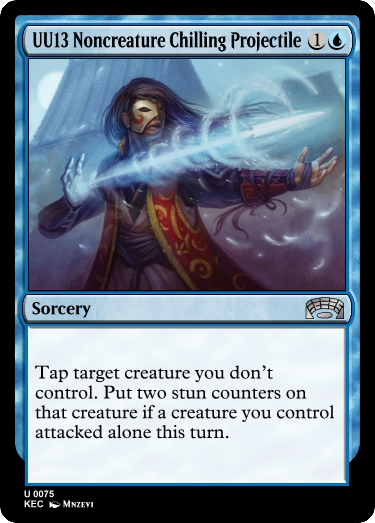 UU13 Noncreature Chilling Projectile 1
Sorcery
Tap target creature you don't
control. Put two stun counters on
that creature if a creature you control
attacked alone this turn.
U 0075
KEC Mnzevi